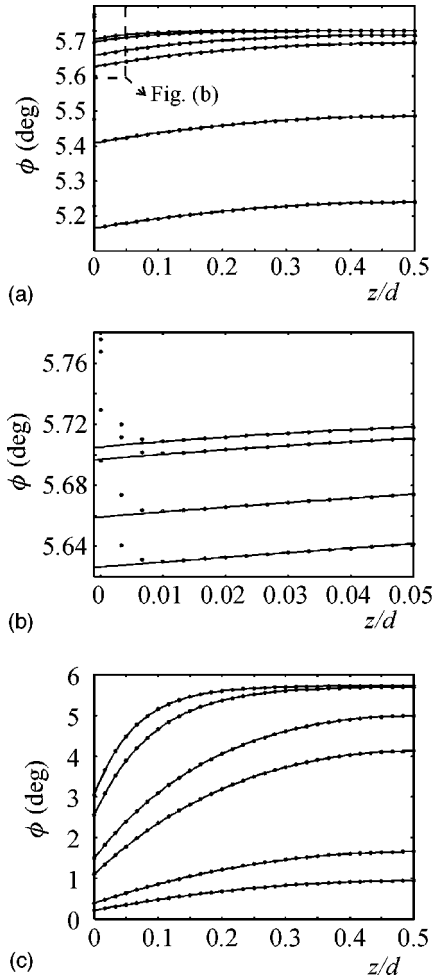 5.7
5.6
5.5
5.4
5.3
5.2
ϕ (deg)
Fig. (b)
0 0.1 0.2 0.3 0.4 0.5
z/d
(a)
5.76
5.72
5.68
5.64
ϕ (deg)
0 0.01 0.02 0.03 0.04 0.05
z/d
(b)
6
5
4
3
2
1
0
ϕ (deg)
0 0.1 0.2 0.3 0.4 0.5
z/d
(c)